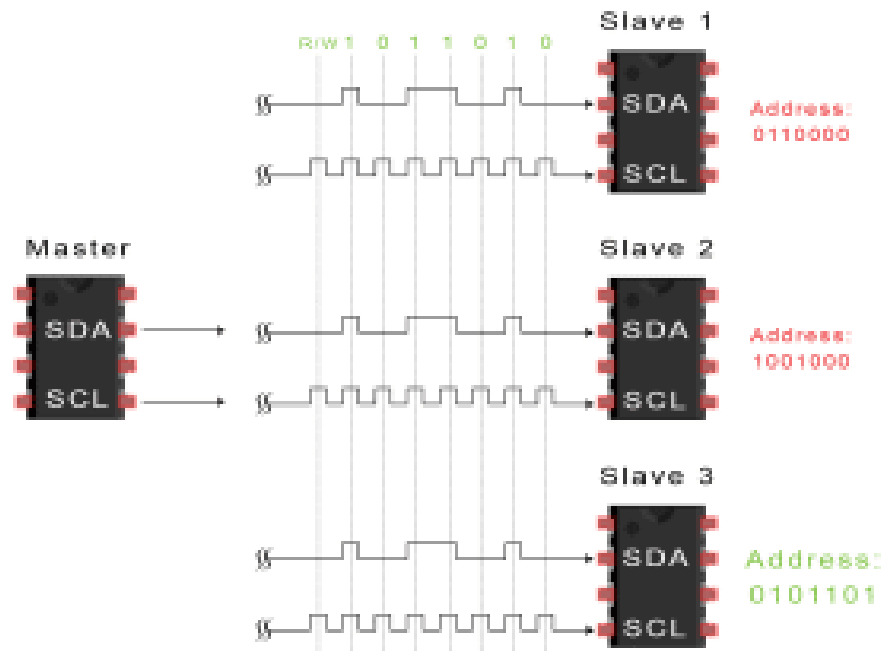 Slave 1
R/W 1 0 1 1 0 1 0
SDA
Address:
0110000
SCL
Master
Slave 2
SDA
SDA
Address:
1001000
SCL
SCL
Slave 3
SDA
Address:
0101101
SCL